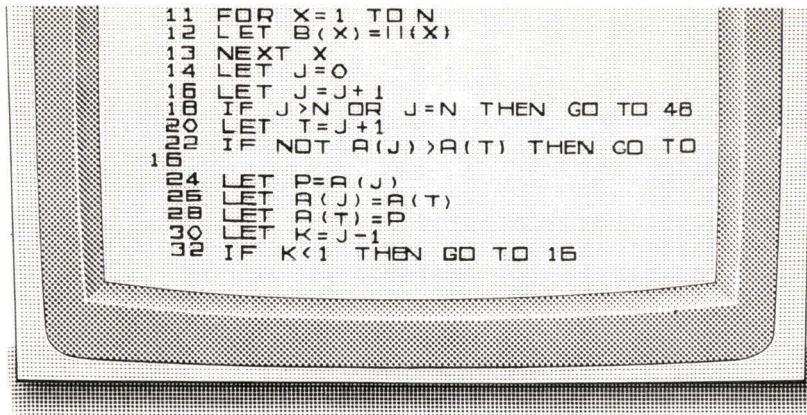 11 FOR X=1 TO N
12 LET B(X)=II(X)
13 NEXT X
14 LET J=0
16 LET J=J+1
18 IF J>N OR J=N THEN GO TO 46
20 LET T=J+1
22 IF NOT A(J)>A(T) THEN GO TO
16
24 LET P=A(J)
26 LET A(J)=A(T)
28 LET A(T)=P
30 LET K=J-1
32 IF K<1 THEN GO TO 16